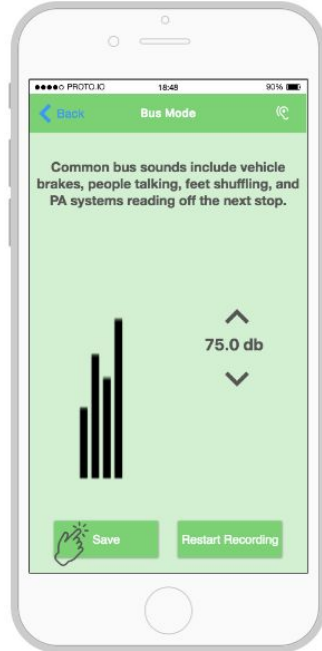 PROTO.IO 18:48 90%
Back Bus Mode
Common bus sounds include vehicle
brakes, people talking, feet shuffling, and
PA systems reading off the next stop.
75.0 db
Save Restart Recording